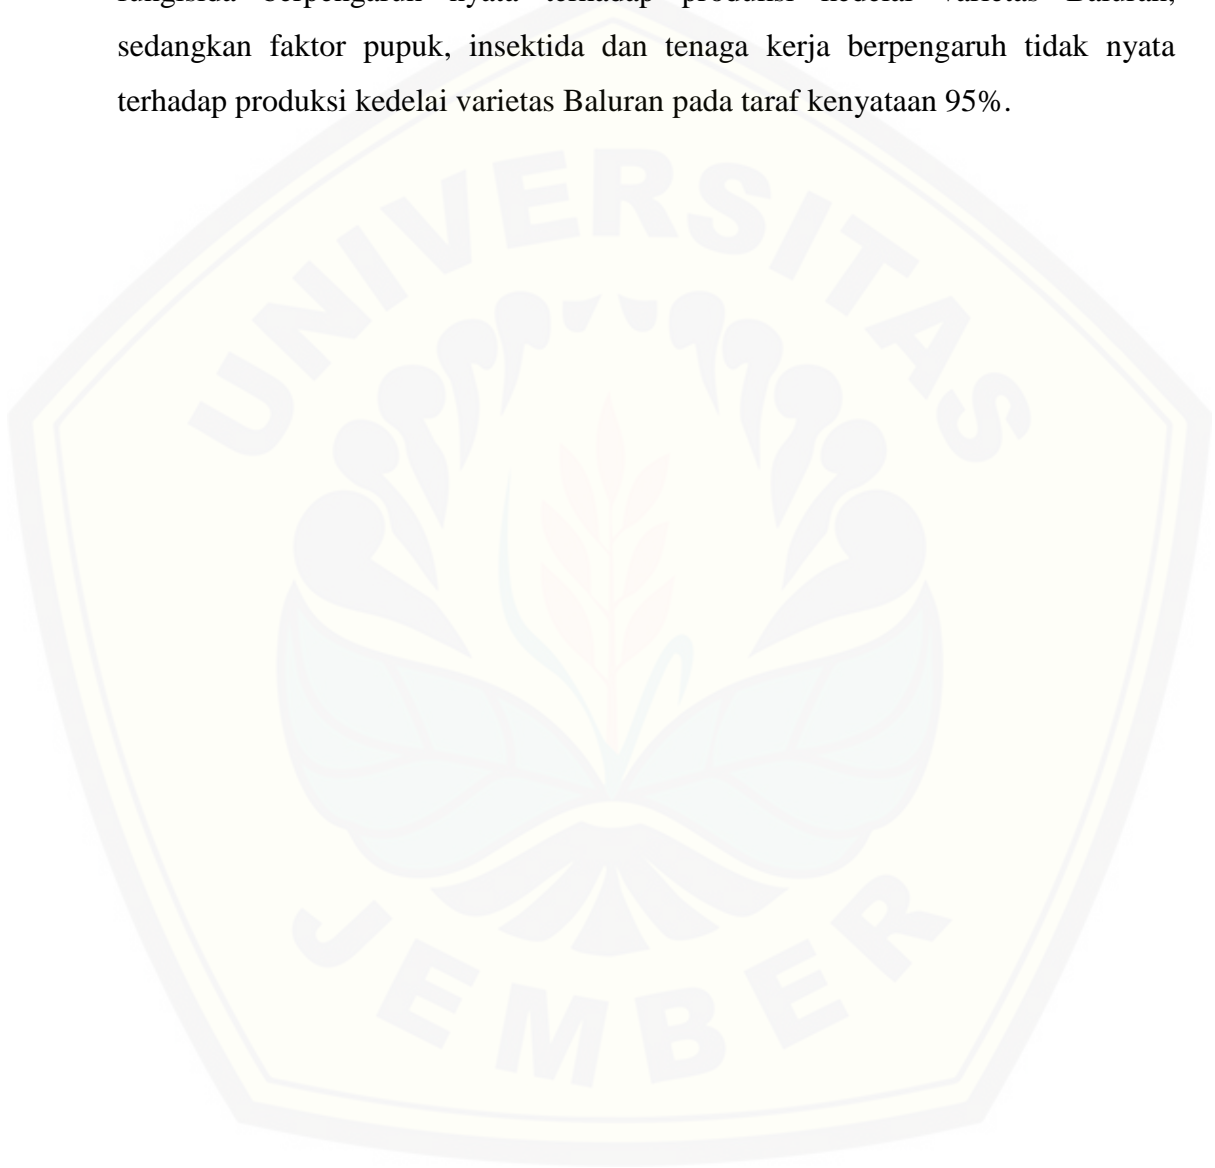 fungisida berpengaruh nyata terhadap produksi kedelai varietas Baluran,
sedangkan faktor pupuk, insektida dan tenaga kerja berpengaruh tidak nyata
terhadap produksi kedelai varietas Baluran pada taraf kenyataan 95%.
UNIVERSITAS
JEMBER